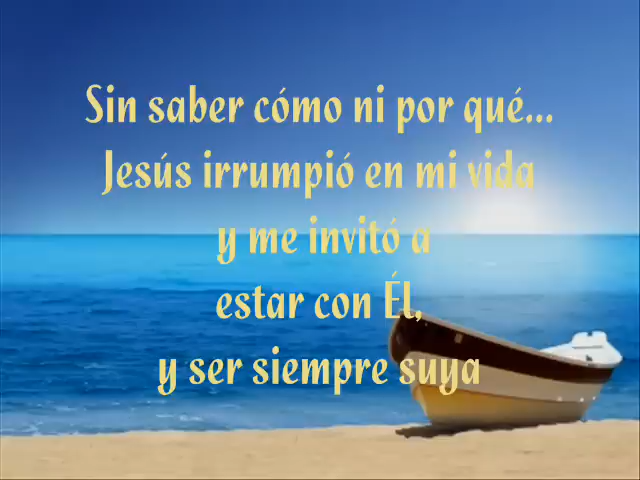 Sin saber cómo ni por qué...
Jesús irrumpió en mi vida
y me invitó a
estar con Él,
y ser siempre suya